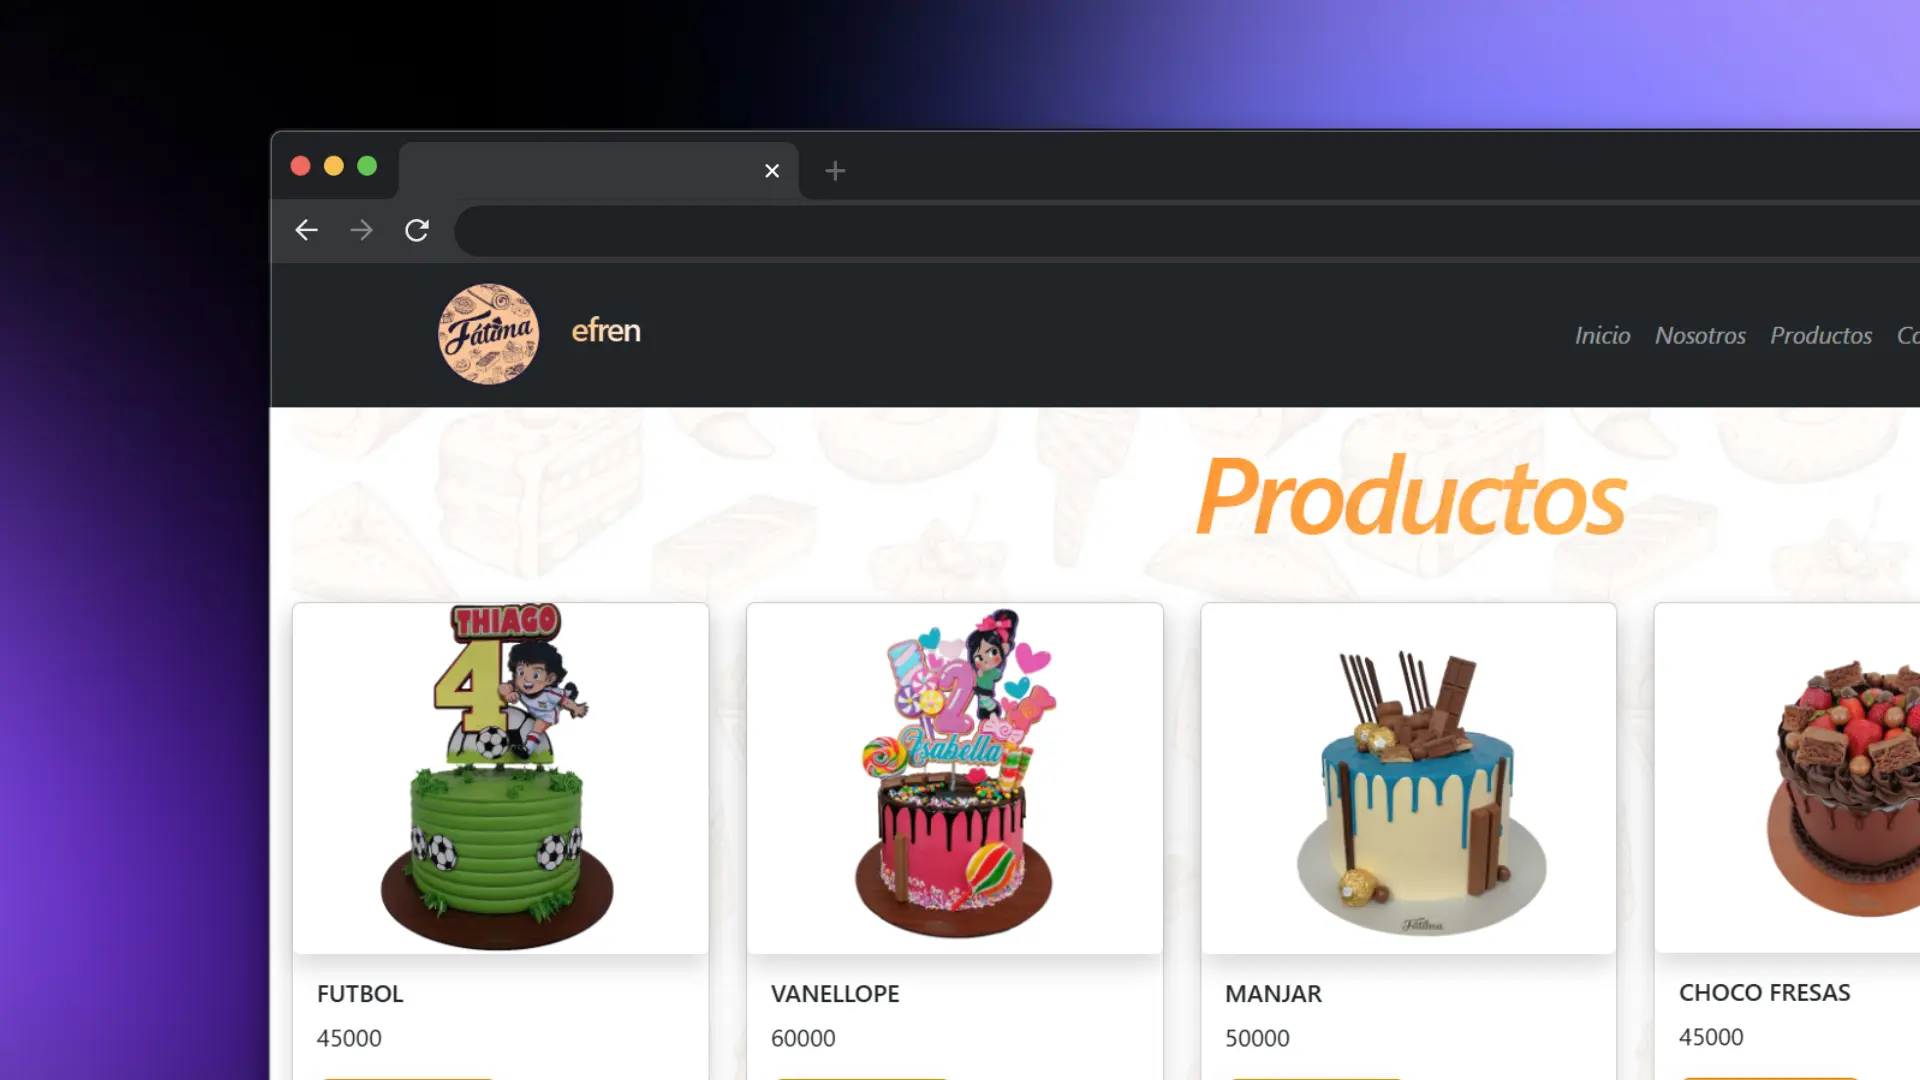 Fátima
efren
Inicio Nosotros Productos Co
Productos
THIAGO
4
2
Isabella
Fátima
FUTBOL
45000
VANELLOPE
60000
MANJAR
50000
CHOCO FRESAS
45000